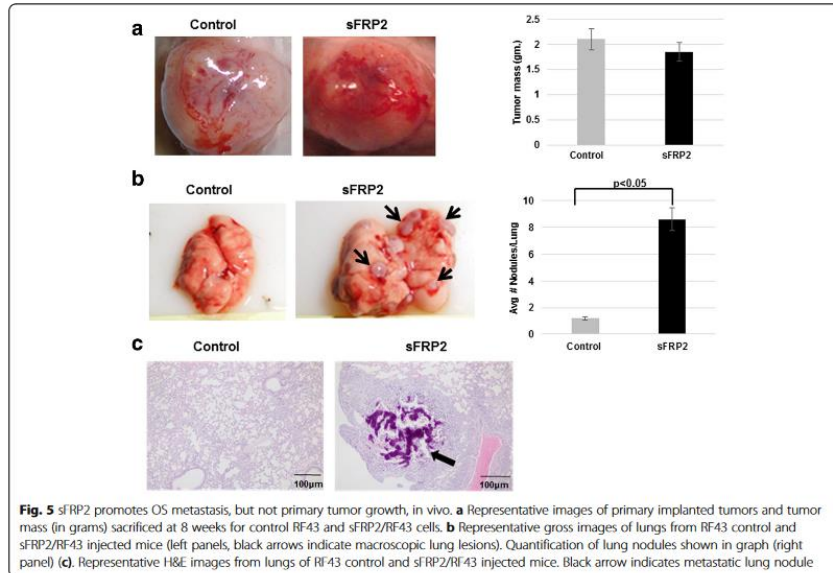 a
Control
sFRP2
Tumor mass (gm.)
2.5
2
1.5
1
0.5
0
Control
sFRP2
b
Control
sFRP2
p<0.05
Avg # Nodules/Lung
10
8
6
4
2
0
Control
sFRP2
c
Control
sFRP2
100µm
100µm
Fig. 5 sFRP2 promotes OS metastasis, but not primary tumor growth, in vivo. a Representative images of primary implanted tumors and tumor
mass (in grams) sacrificed at 8 weeks for control RF43 and sFRP2/RF43 cells. b Representative gross images of lungs from RF43 control and
sFRP2/RF43 injected mice (left panels, black arrows indicate macroscopic lung lesions). Quantification of lung nodules shown in graph (right
panel) (c). Representative H&E images from lungs of RF43 control and sFRP2/RF43 injected mice. Black arrow indicates metastatic lung nodule